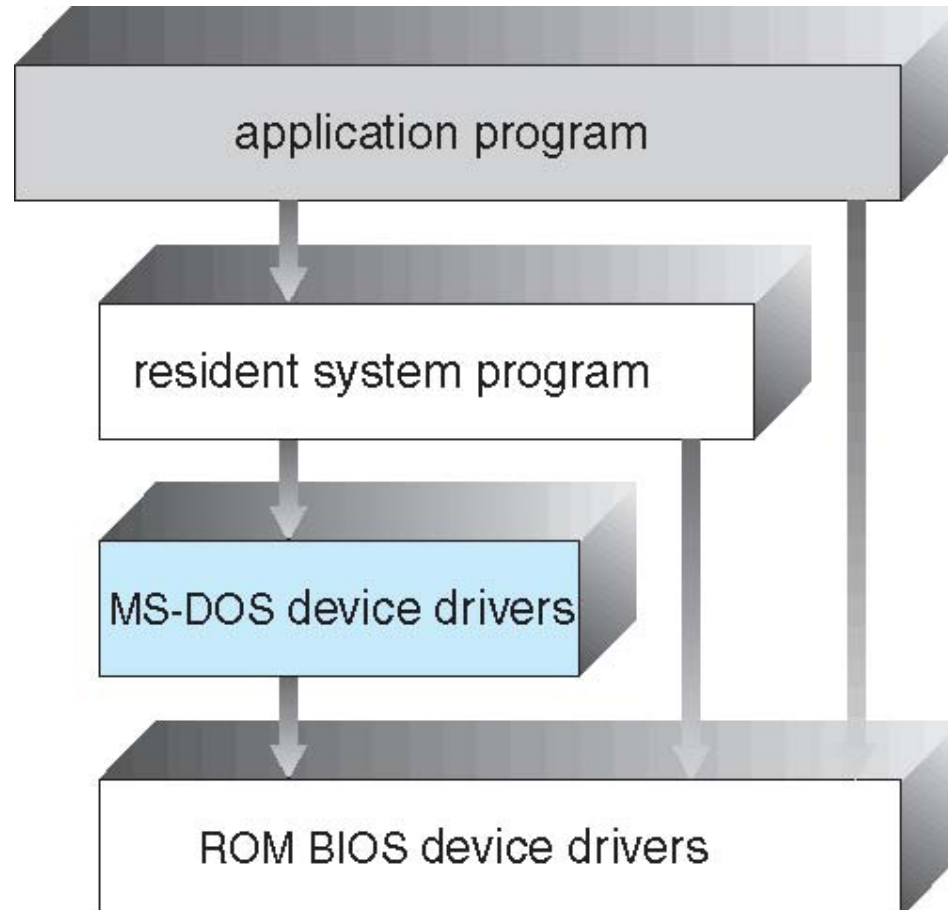 application program
resident system program
MS-DOS device drivers
ROM BIOS device drivers